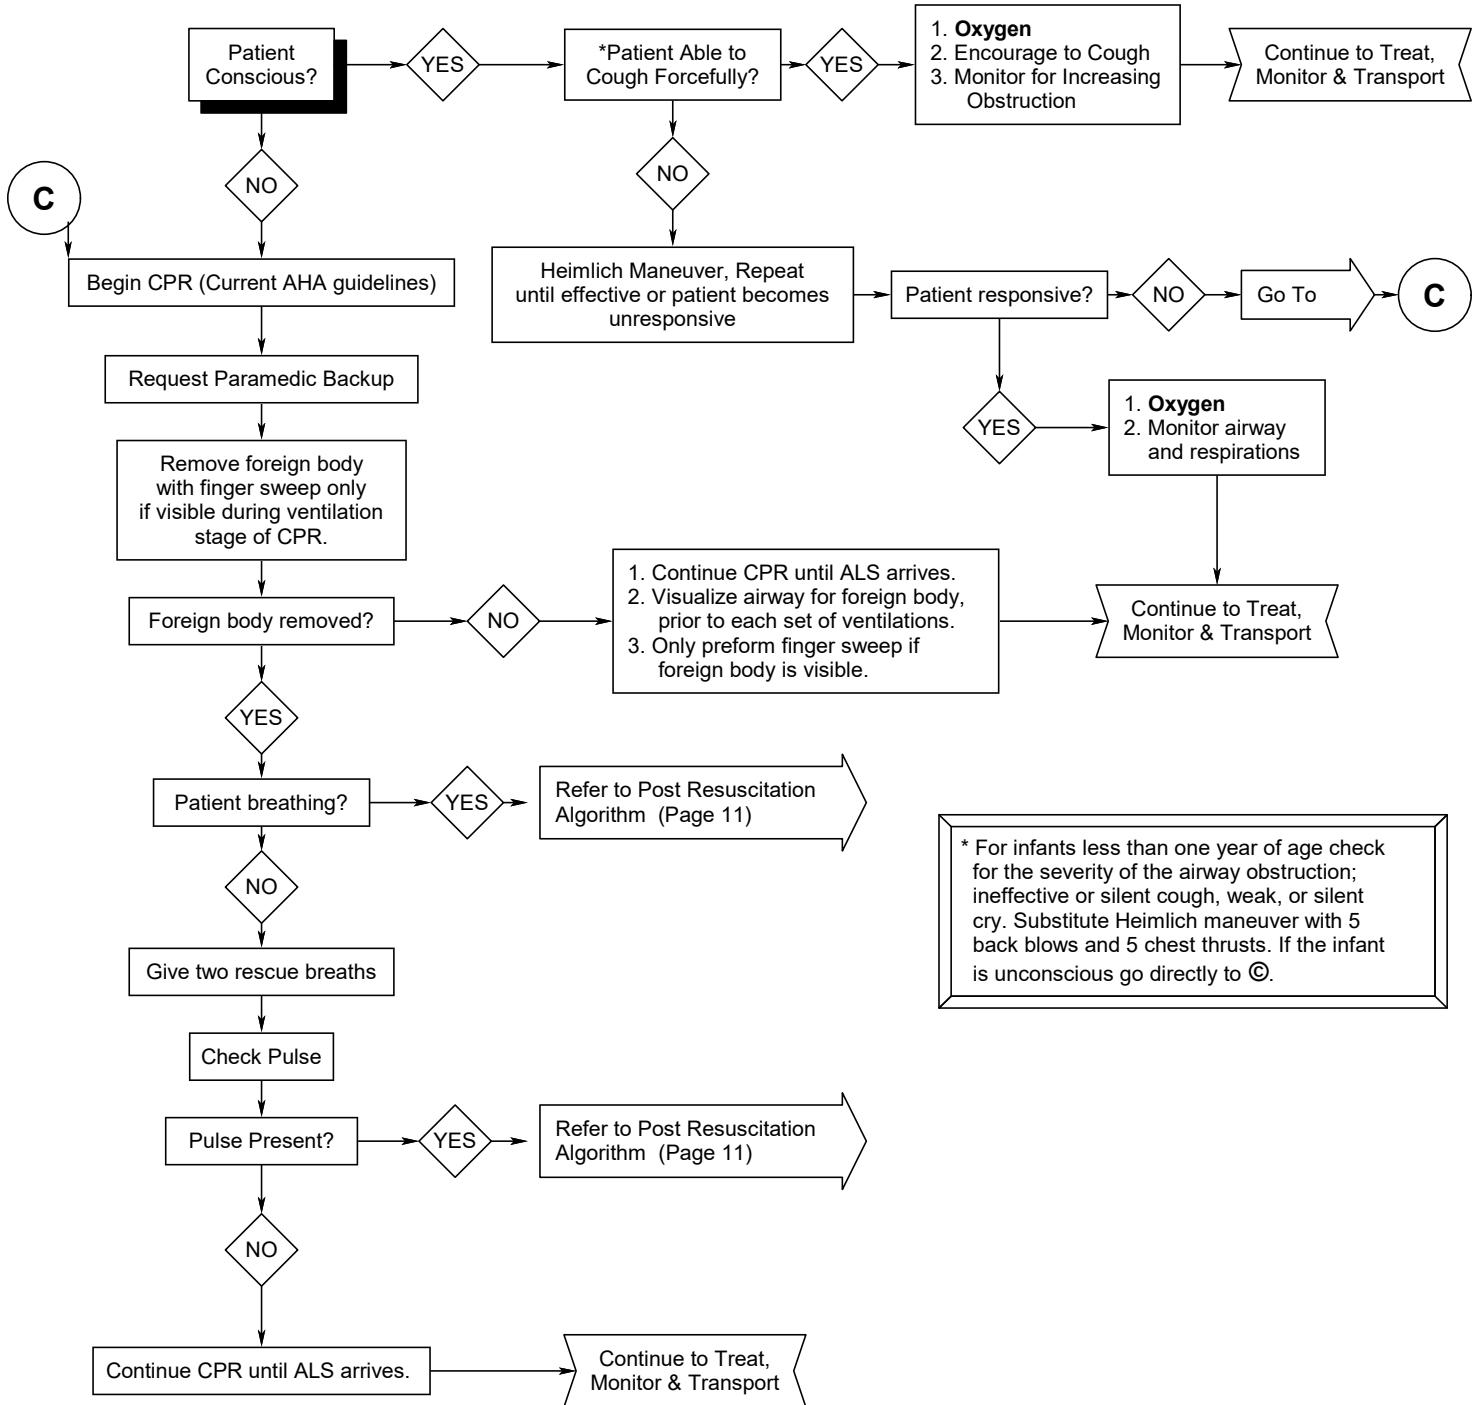 Patient
Conscious?
YES
*Patient Able to
Cough Forcefully?
YES
1. Oxygen
2. Encourage to Cough
3. Monitor for Increasing
Obstruction
Continue to Treat,
Monitor & Transport
NO
NO
C
Begin CPR (Current AHA guidelines)
Heimlich Maneuver, Repeat
until effective or patient becomes
unresponsive
Patient responsive?
NO
Go To
C
Request Paramedic Backup
YES
1. Oxygen
2. Monitor airway
and respirations
Remove foreign body
with finger sweep only
if visible during ventilation
stage of CPR.
Foreign body removed?
NO
1. Continue CPR until ALS arrives.
2. Visualize airway for foreign body,
prior to each set of ventilations.
3. Only preform finger sweep if
foreign body is visible.
Continue to Treat,
Monitor & Transport
YES
Patient breathing?
YES
Refer to Post Resuscitation
Algorithm (Page 11)
NO
* For infants less than one year of age check
for the severity of the airway obstruction;
ineffective or silent cough, weak, or silent
cry. Substitute Heimlich maneuver with 5
back blows and 5 chest thrusts. If the infant
is unconscious go directly to ©.
Give two rescue breaths
Check Pulse
Pulse Present?
YES
Refer to Post Resuscitation
Algorithm (Page 11)
NO
Continue CPR until ALS arrives.
Continue to Treat,
Monitor & Transport